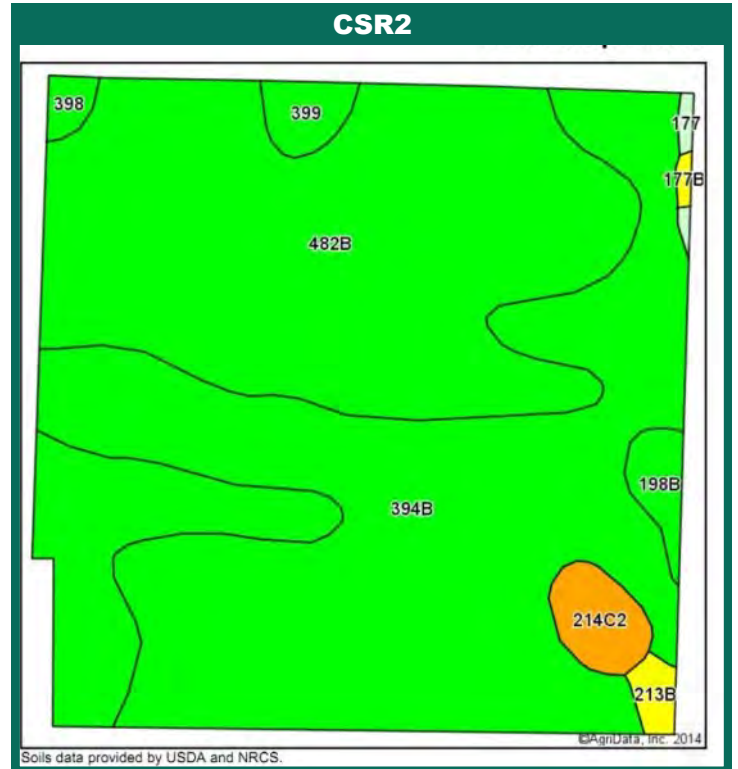 CSR2
398
399
177
177B
482B
198B
394B
214C2
213B
©AgriData, Inc. 2014
Soils data provided by USDA and NRCS.